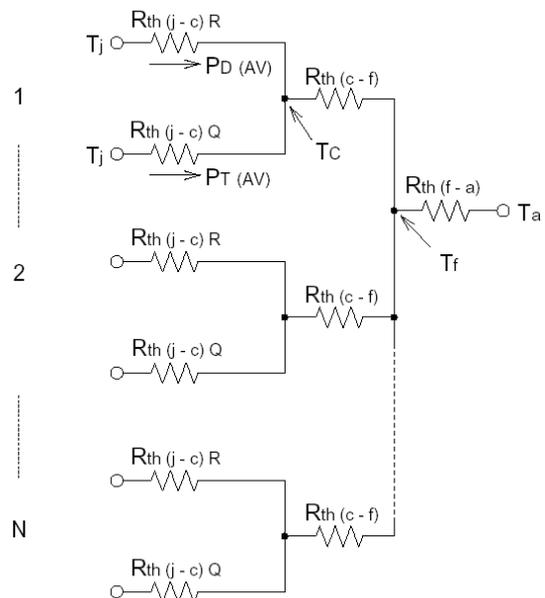 Rth (j - c) R
Tj
PD (AV)
Rth (c - f)
1
Rth (j - c) Q
Tj
PT (AV)
TC
Rth (f - a)
Ta
Tf
Rth (j - c) R
2
Rth (c - f)
Rth (j - c) Q
Rth (j - c) R
Rth (c - f)
N
Rth (j - c) Q